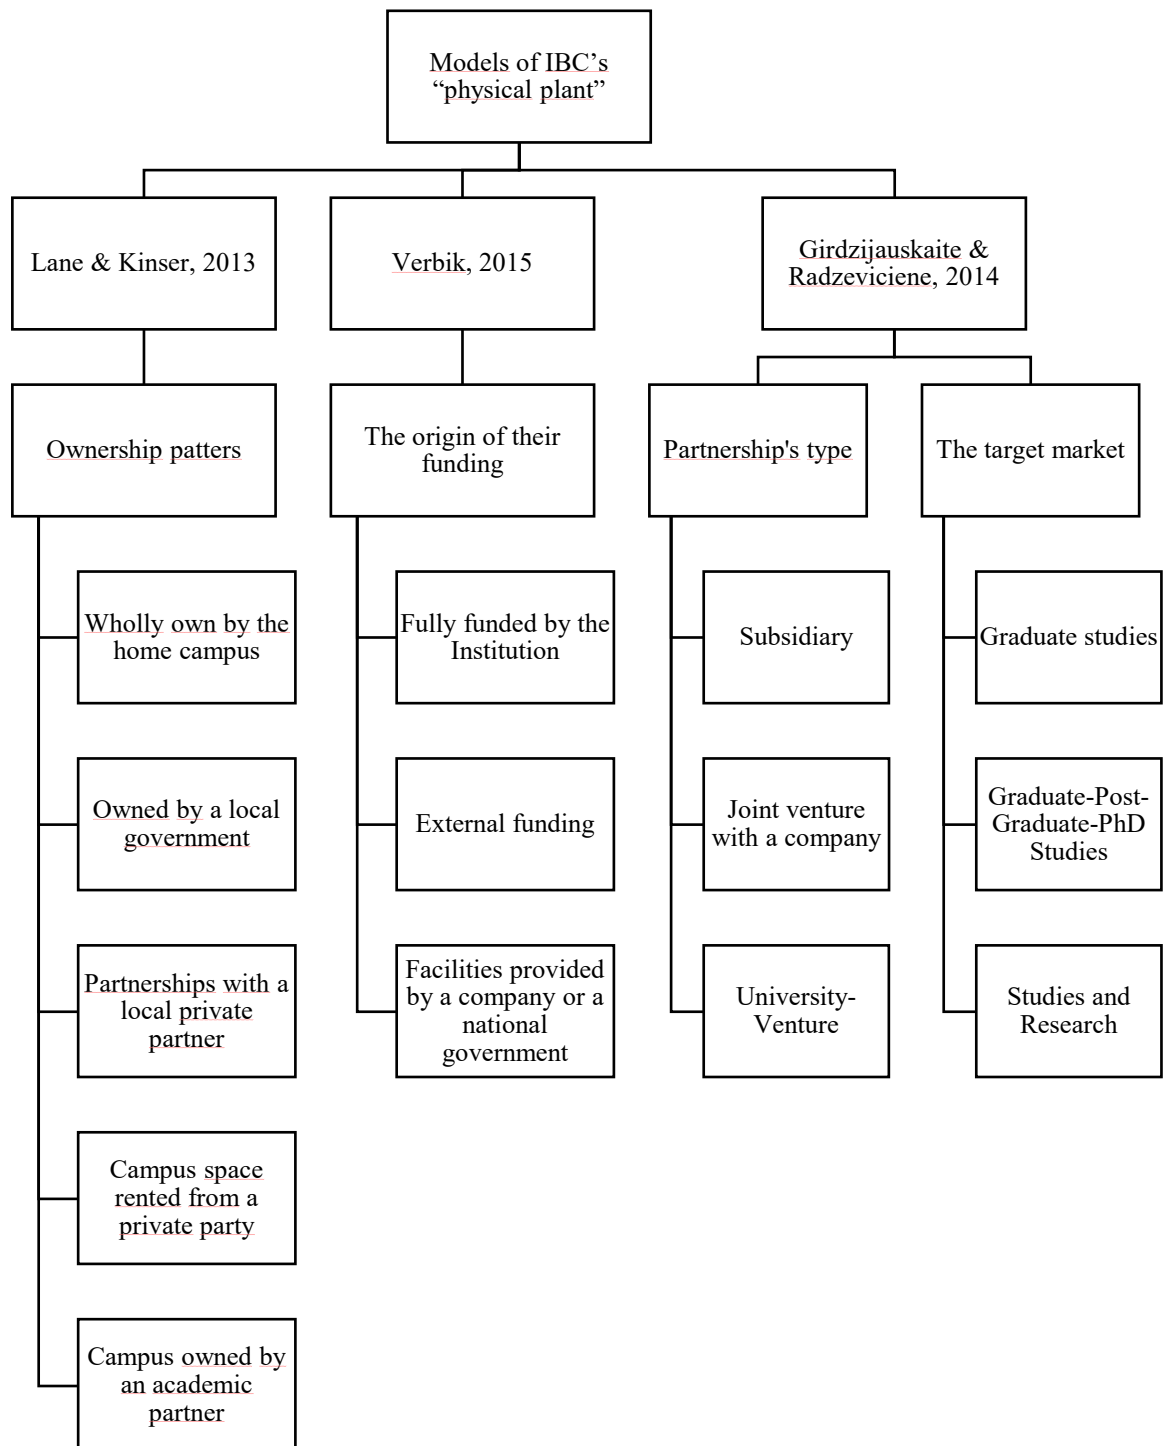 Models of IBC’s
“physical plant”
Lane & Kinser, 2013
Verbik, 2015
Girdzijauskaite &
Radzeviciene, 2014
Ownership patters
The origin of their
funding
Partnership's type
The target market
Wholly own by the
home campus
Owned by a local
government
Partnerships with a
local private
partner
Campus space
rented from a
private party
Campus owned by
an academic
partner
Fully funded by the
Institution
External funding
Facilities provided
by a company or a
national
government
Subsidiary
Joint venture
with a company
University-
Venture
Graduate studies
Graduate-Post-
Graduate-PhD
Studies
Studies and
Research